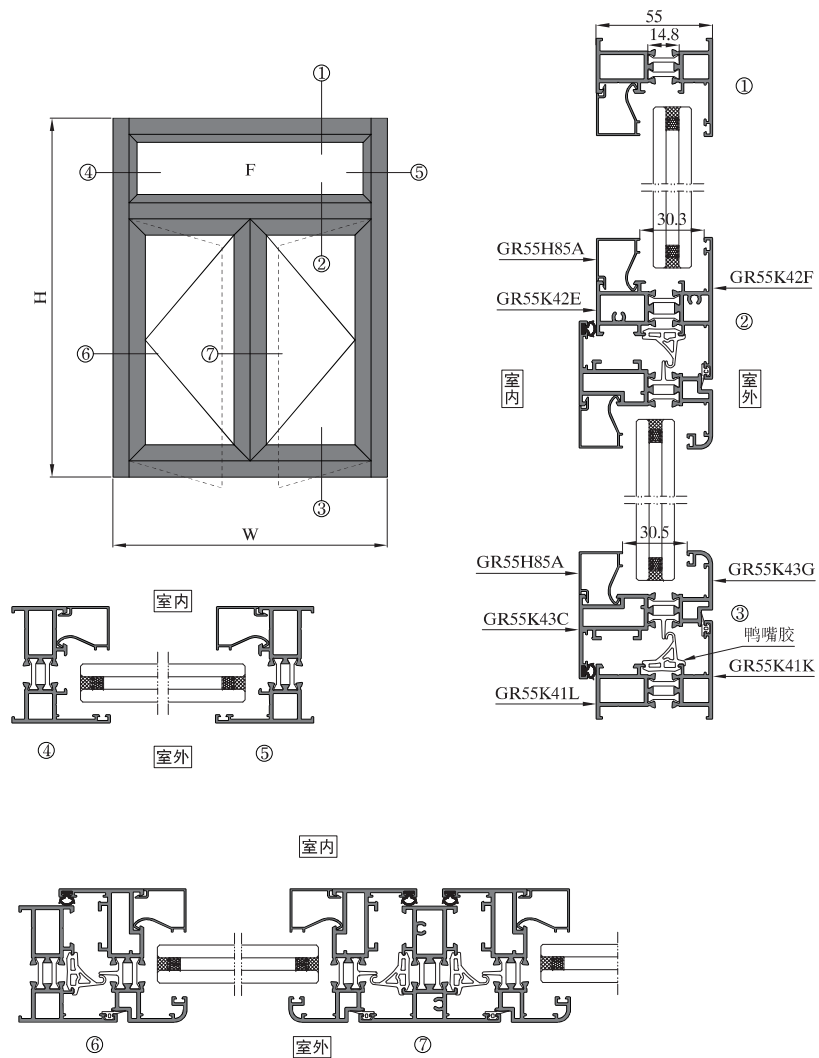 55
14.8
①
①
④
F
⑤
30.3
GR55H85A
GR55K42F
GR55K42E
②
②
H
⑥
⑦
室内
室外
③
W
30.5
GR55H85A
GR55K43G
室内
GR55K43C
③
鸭嘴胶
GR55K41K
GR55K41L
④
室外
⑤
室内
⑥
室外
⑦